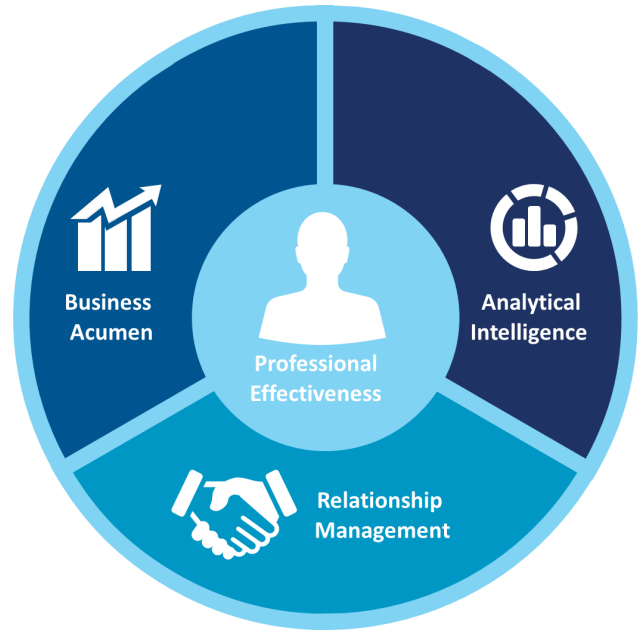 Business
Acumen
Analytical
Intelligence
Professional
Effectiveness
Relationship
Management